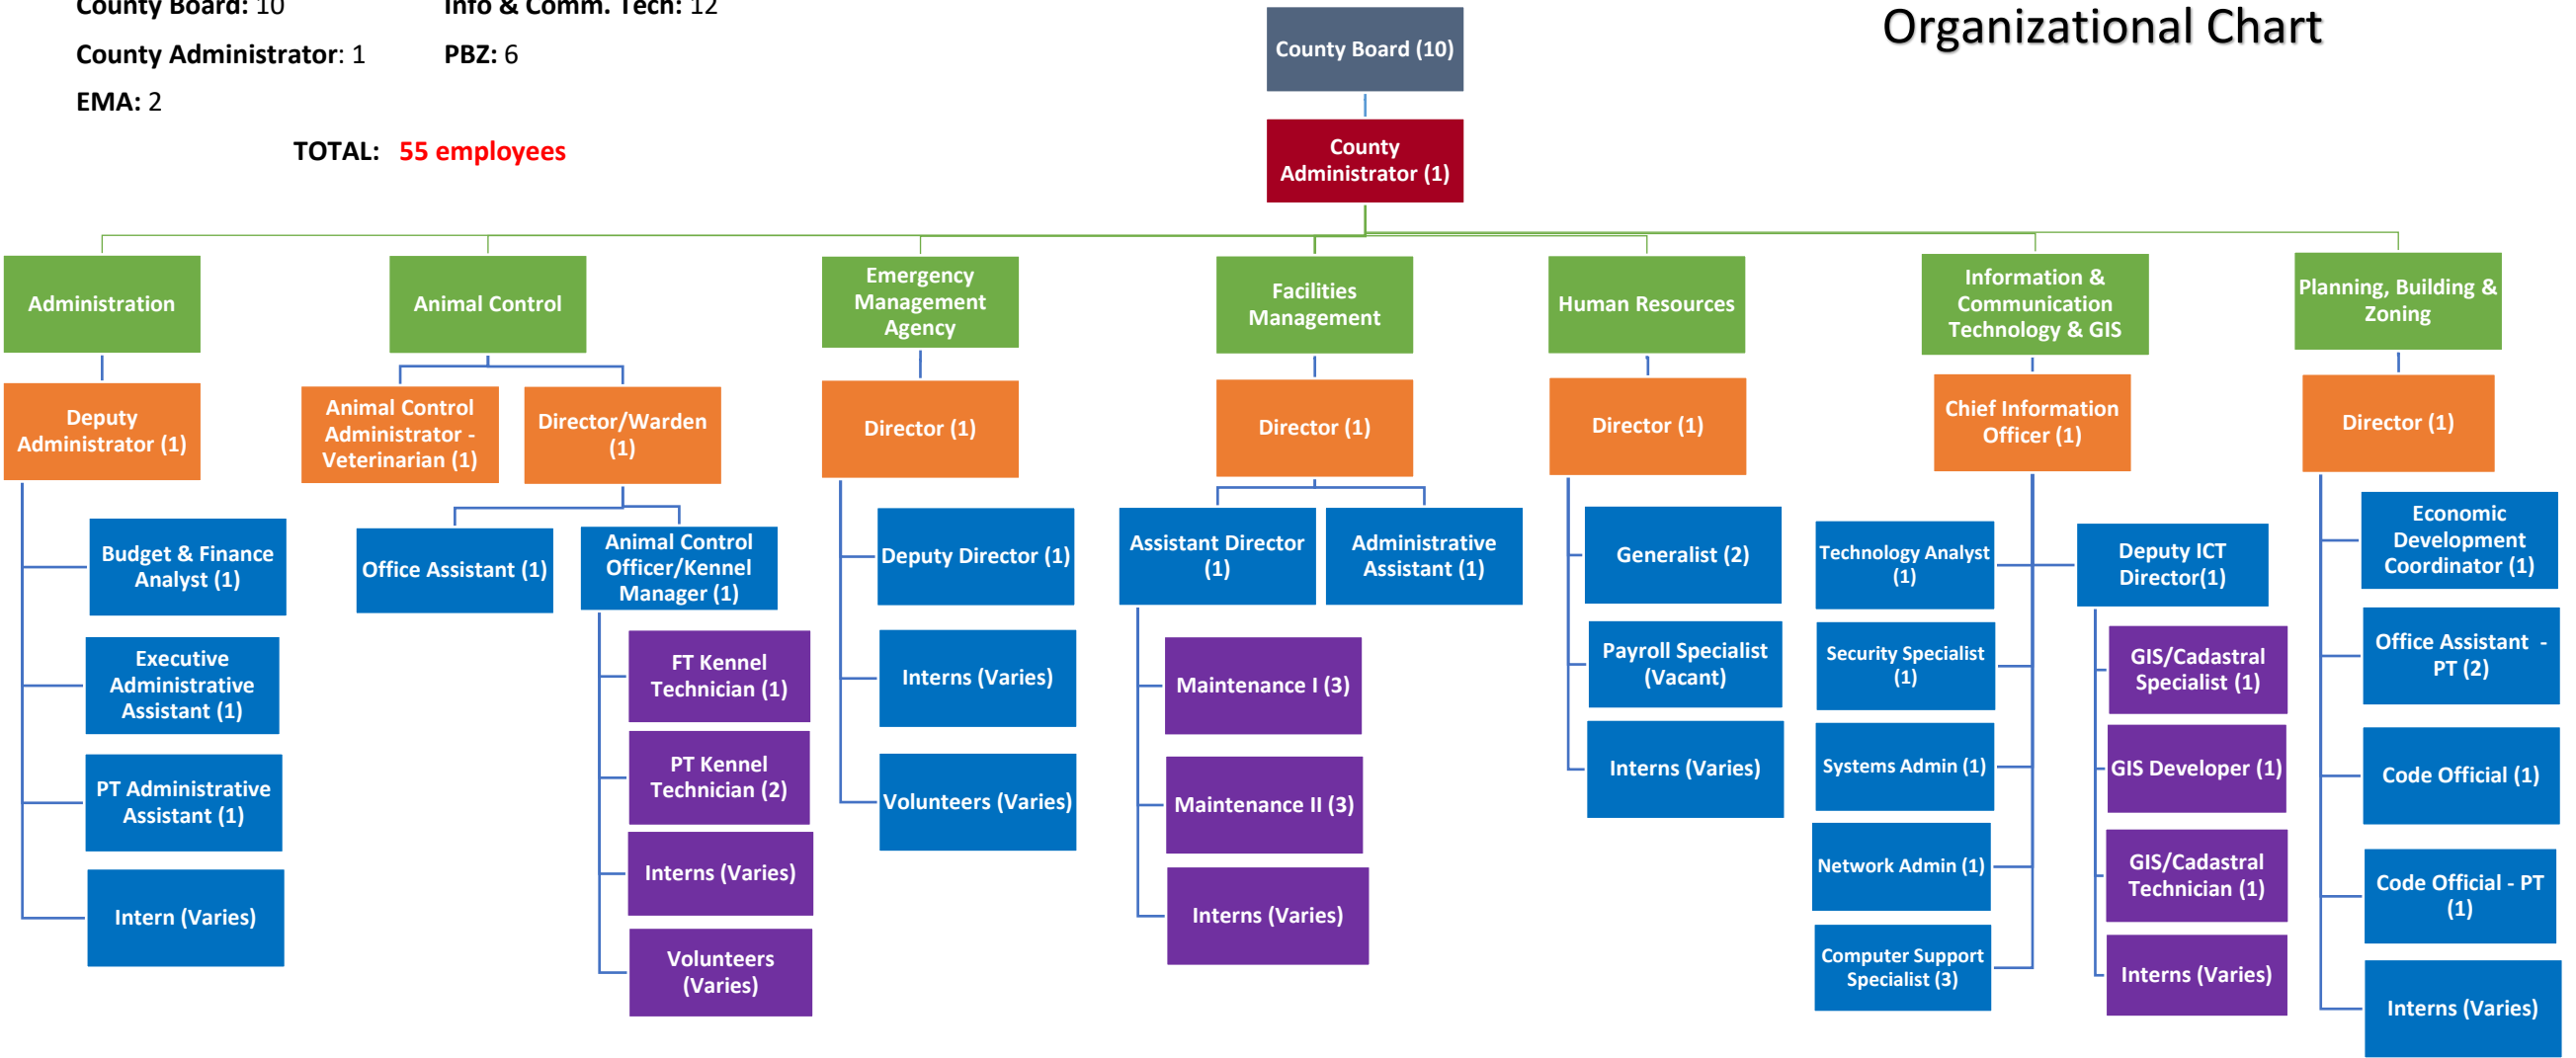 County Board: 10
Info & Comm. Tech: 12
Organizational Chart
County Administrator: 1
PBZ: 6
EMA: 2
TOTAL: 55 employees
County Board (10)
County
Administrator (1)
Administration
Animal Control
Emergency
Management
Agency
Facilities
Management
Human Resources
Information &
Communication
Technology & GIS
Planning, Building &
Zoning
Deputy
Administrator (1)
Animal Control
Administrator -
Veterinarian (1)
Director/Warden
(1)
Director (1)
Director (1)
Director (1)
Chief Information
Officer (1)
Director (1)
Budget & Finance
Analyst (1)
Executive
Administrative
Assistant (1)
PT Administrative
Assistant (1)
Intern (Varies)
Office Assistant (1)
Animal Control
Officer/Kennel
Manager (1)
FT Kennel
Technician (1)
PT Kennel
Technician (2)
Interns (Varies)
Volunteers
(Varies)
Deputy Director (1)
Interns (Varies)
Volunteers (Varies)
Assistant Director
(1)
Administrative
Assistant (1)
Maintenance I (3)
Maintenance II (3)
Interns (Varies)
Generalist (2)
Payroll Specialist
(Vacant)
Interns (Varies)
Technology Analyst
(1)
Security Specialist
(1)
Systems Admin (1)
Network Admin (1)
Computer Support
Specialist (3)
Deputy ICT
Director(1)
GIS/Cadastral
Specialist (1)
GIS Developer (1)
GIS/Cadastral
Technician (1)
Interns (Varies)
Economic
Development
Coordinator (1)
Office Assistant -
PT (2)
Code Official (1)
Code Official - PT
(1)
Interns (Varies)